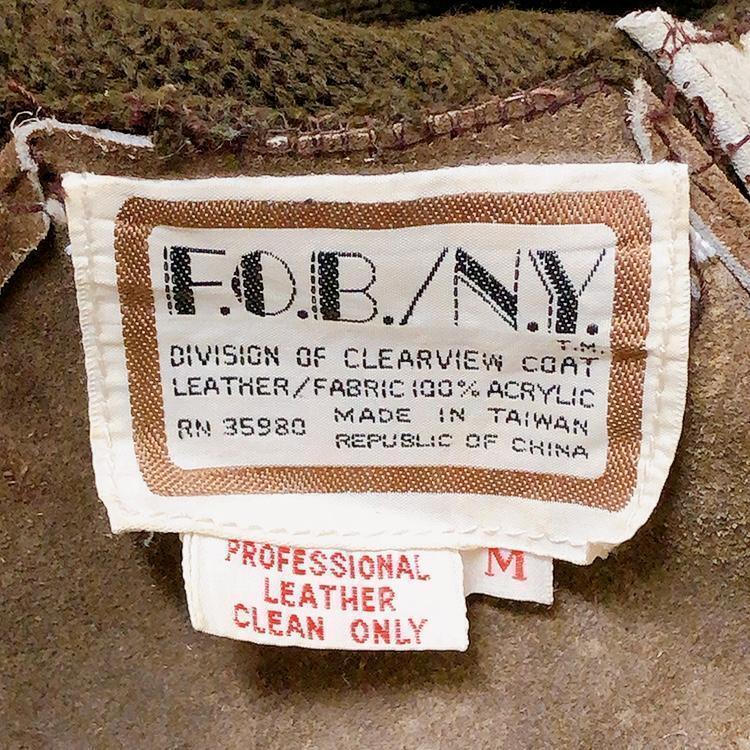 F.O.B./N.Y.
T.M.
DIVISION OF CLEARVIEW COAT
LEATHER/FABRIC 100% ACRYLIC
RN 35980
MADE IN TAIWAN
REPUBLIC OF CHINA
PROFESSIONAL
LEATHER
CLEAN ONLY
M